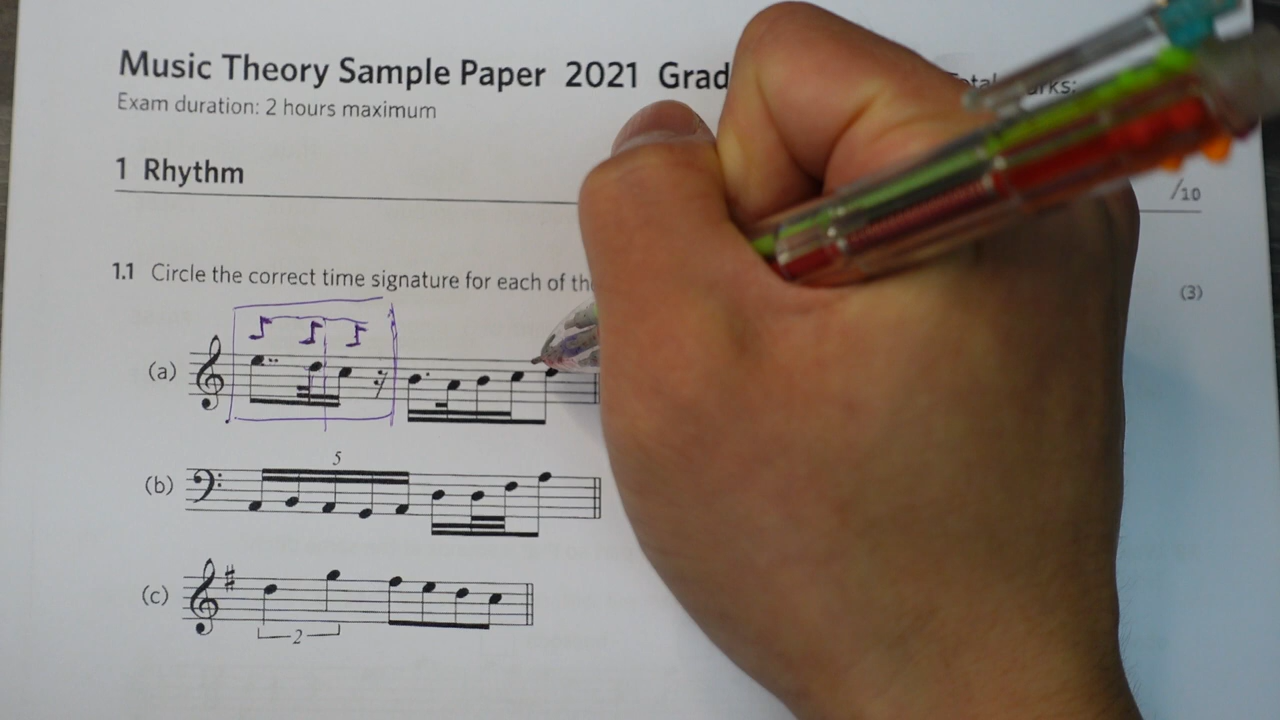 Music Theory Sample Paper 2021 Grad
Exam duration: 2 hours maximum
1 Rhythm
/10
1.1 Circle the correct time signature for each of
(3)
(a)
(b)
5
(c)
2